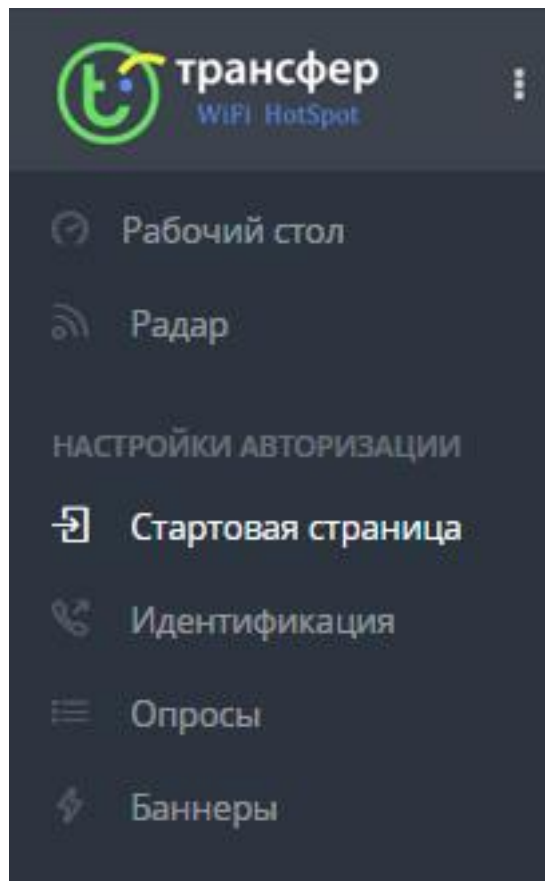 трансфер
WiFi HotSpot
Рабочий стол
Радар
НАСТРОЙКИ АВТОРИЗАЦИИ
Стартовая страница
Идентификация
Опросы
Баннеры